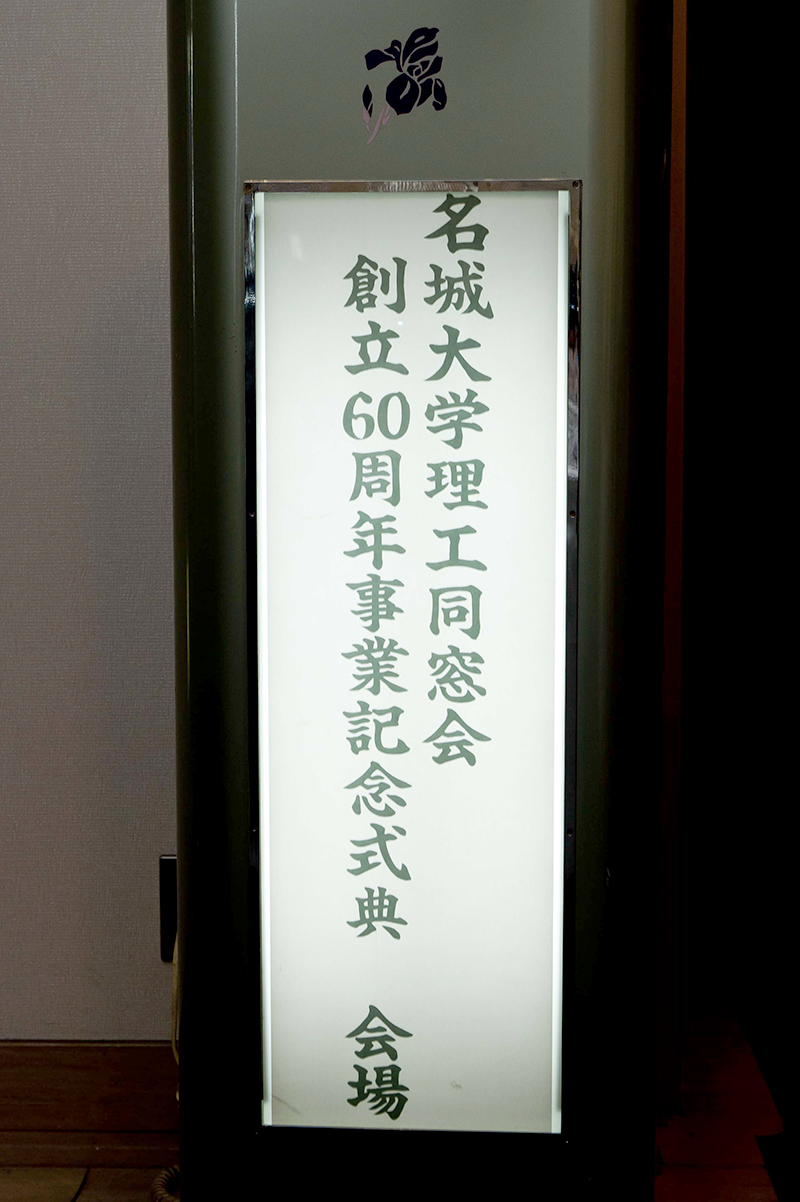 名城大学理工同窓会
創立60周年事業記念式典　会場